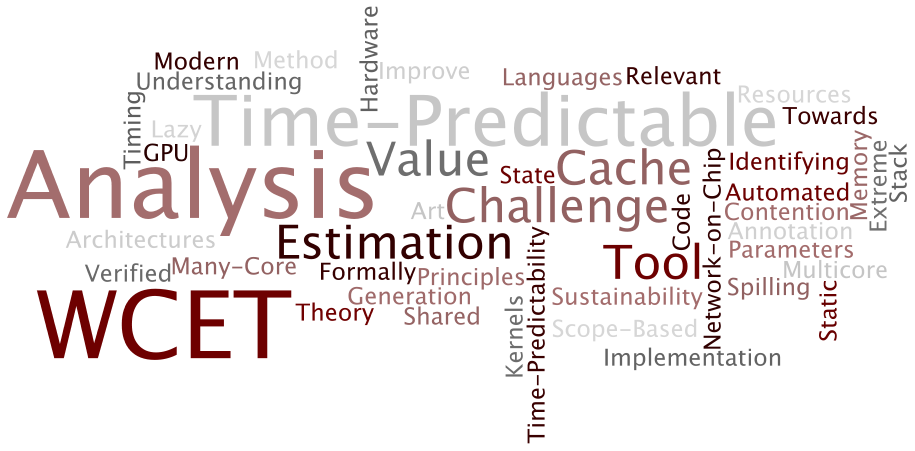 Hardware
Modern
Method
Understanding
Improve
Languages
Relevant
Timing
Time-Predictable
Resources
Towards
Lazy
GPU
Analysis
Value
State
Cache
Network-on-Chip
Identifying
Memory
Extreme
Stack
Automated
Art
Challenge
Code
Contention
Annotation
Architectures
Estimation
Time-Predictability
Tool
Parameters
Verified
Many-Core
Formally
Principles
Multicore
WCET
Generation
Kernels
Sustainability
Spilling
Static
Theory
Shared
Scope-Based
Implementation